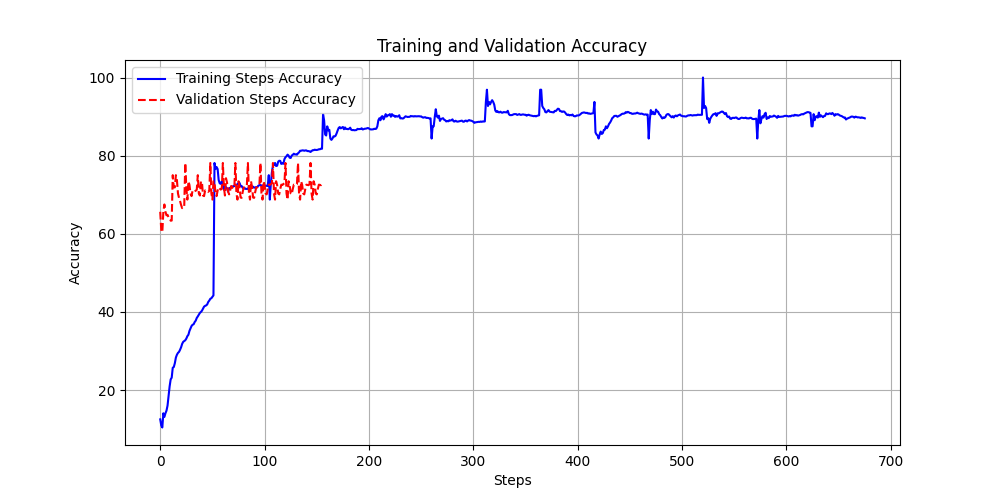 Training and Validation Accuracy
Training Steps Accuracy
Validation Steps Accuracy
100
80
60
40
20
Accuracy
0 100 200 300 400 500 600 700
Steps